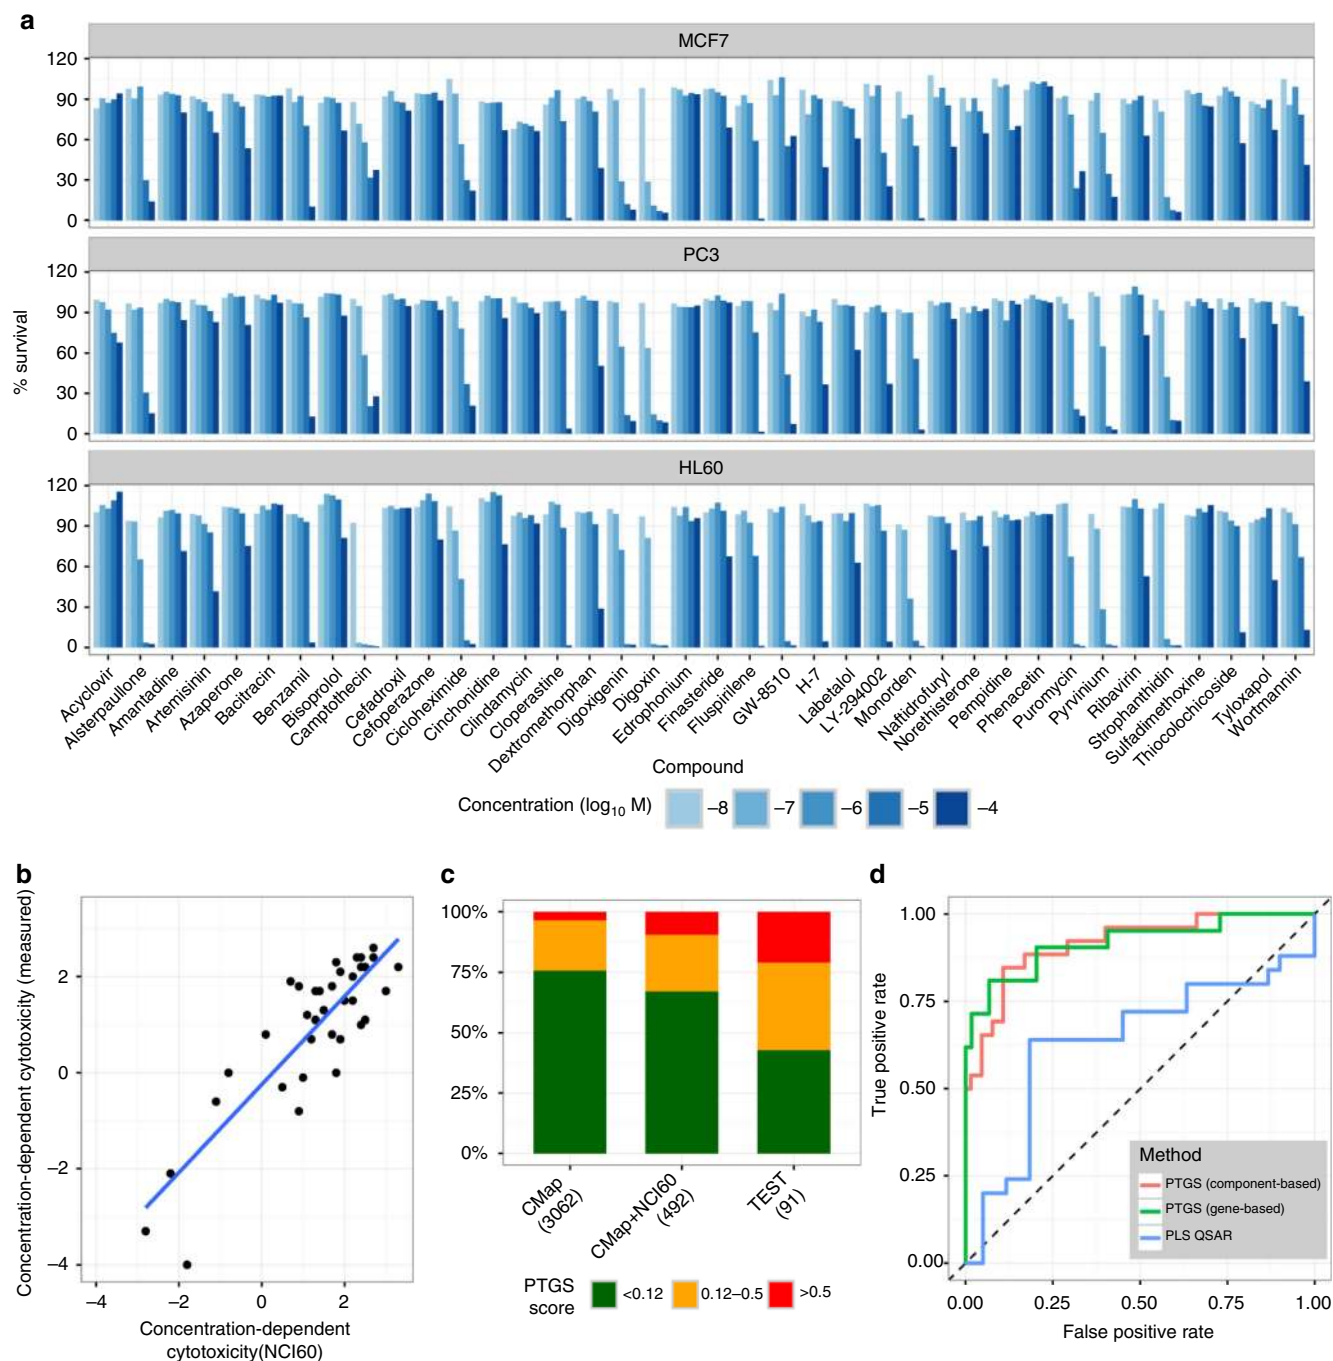 a
MCF7
120
90
60
30
0
PC3
120
90
60
30
0
% survival
HL60
120
90
60
30
0
Acyclovir
Alsterpaullone
Amantadine
Artemisinin
Azaperone
Bacitracin
Benzamil
Bisoprolol
Camptothecin
Cefadroxil
Cefoperazone
Cicloheximide
Cinchonidine
Clindamycin
Cloperastine
Dextromethorphan
Digoxigenin
Digoxin
Edrophonium
Finasteride
Fluspirilene
GW-8510
H-7
Labetalol
LY-294002
Monorden
Naftidrofuryl
Norethisterone
Pempidine
Phenacetin
Puromycin
Pyrvinium
Ribavirin
Strophanthidin
Sulfadimethoxine
Thiocolochicoside
Tyloxapol
Wortmannin
Compound
Concentration (log10 M) –8 –7 –6 –5 –4
b
Concentration-dependent cytotoxicity (measured)
2
0
–2
–4
–4 –2 0 2
Concentration-dependent
cytotoxicity(NCI60)
c
100%
75%
50%
25%
0%
CMap
(3062)
CMap+NCI60
(492)
TEST
(91)
PTGS
score
<0.12 0.12–0.5 >0.5
d
True positive rate
1.00
0.75
0.50
0.25
0.00
Method
PTGS (component-based)
PTGS (gene-based)
PLS QSAR
0.00 0.25 0.50 0.75 1.00
False positive rate